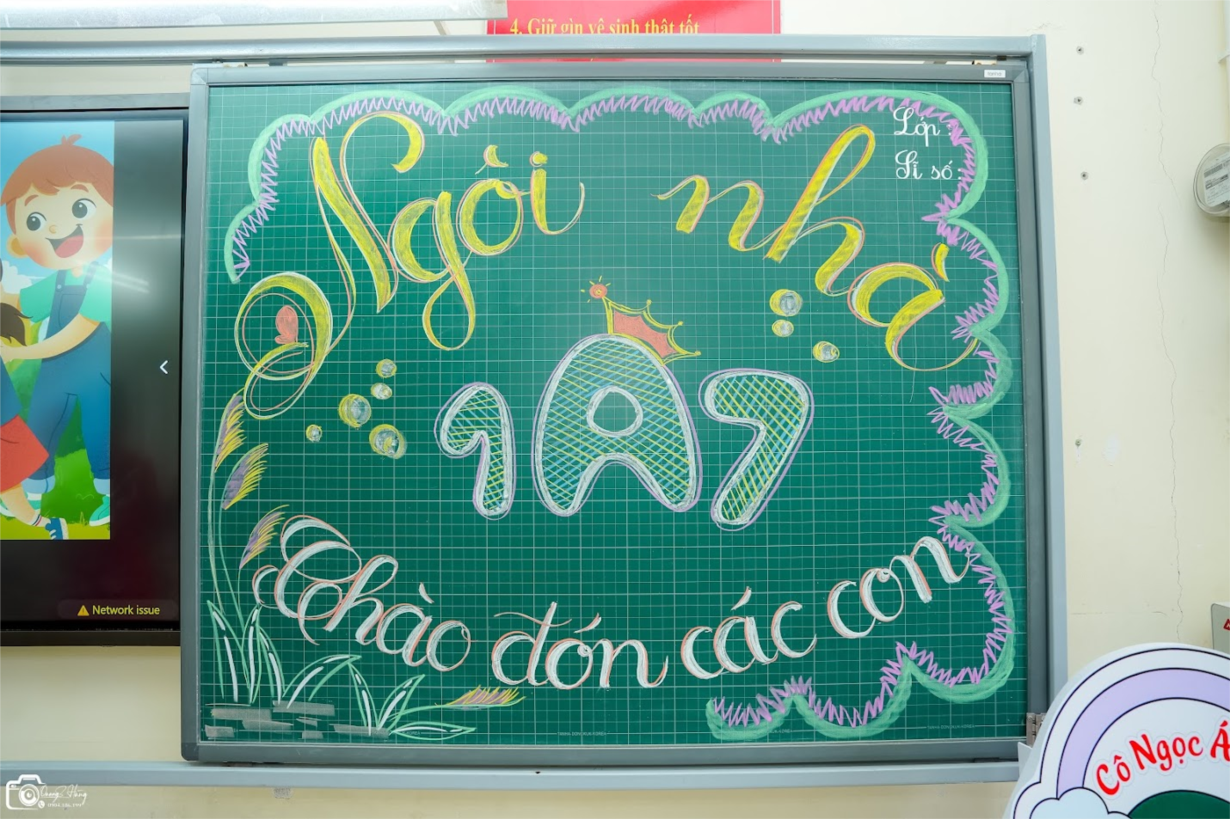 4. Giữ gìn vệ sinh thật tốt
Lớp:
Sĩ số:
Ngôi nhà
1A7
Chào đón các con
Network issue
Cô Ngọc Á